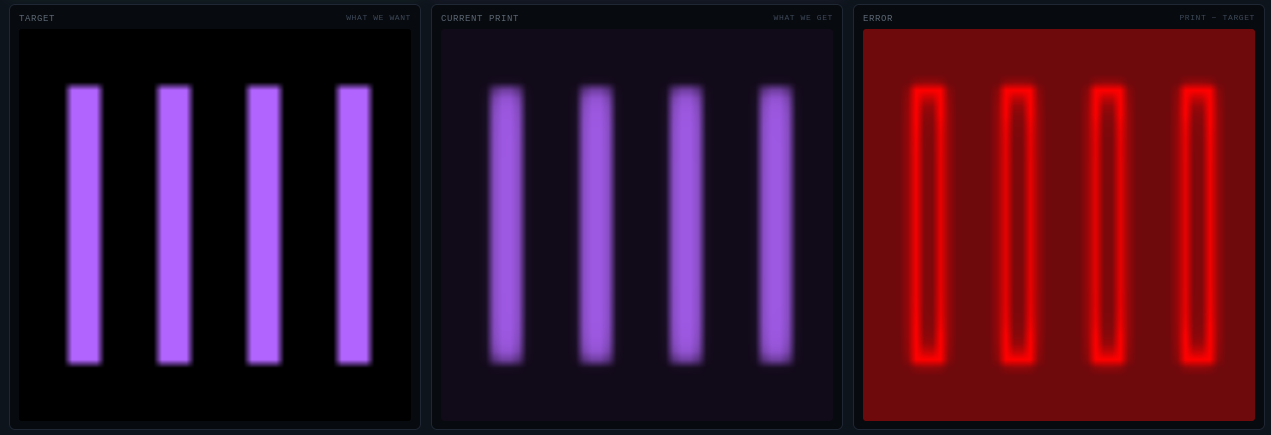 TARGET
WHAT WE WANT
CURRENT PRINT
WHAT WE GET
ERROR
PRINT − TARGET